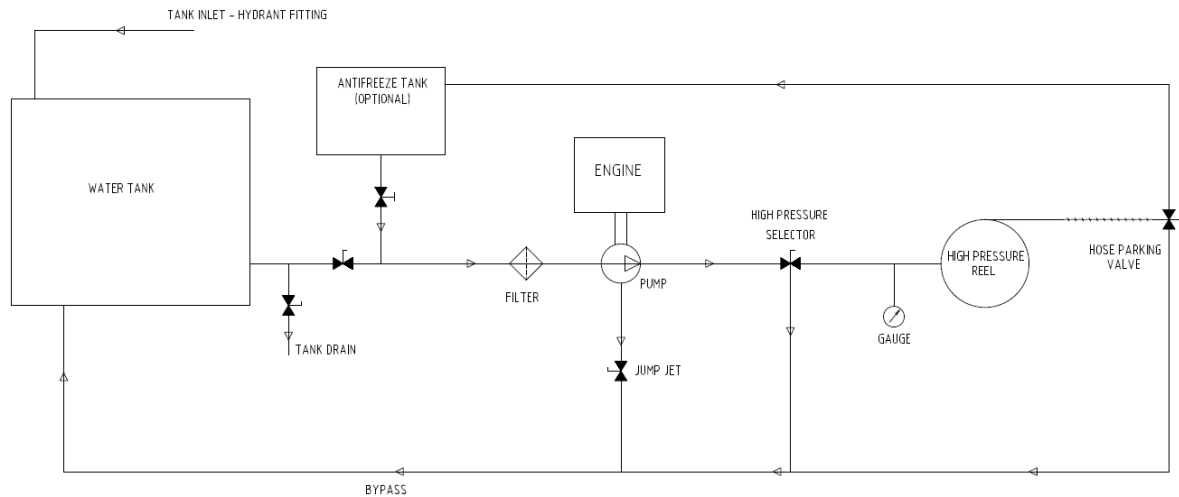 TANK INLET - HYDRANT FITTING
ANTIFREEZE TANK
(OPTIONAL)
WATER TANK
ENGINE
HIGH PRESSURE
SELECTOR
HIGH PRESSURE
REEL
HOSE PARKING
VALVE
FILTER
PUMP
GAUGE
TANK DRAIN
JUMP JET
BYPASS